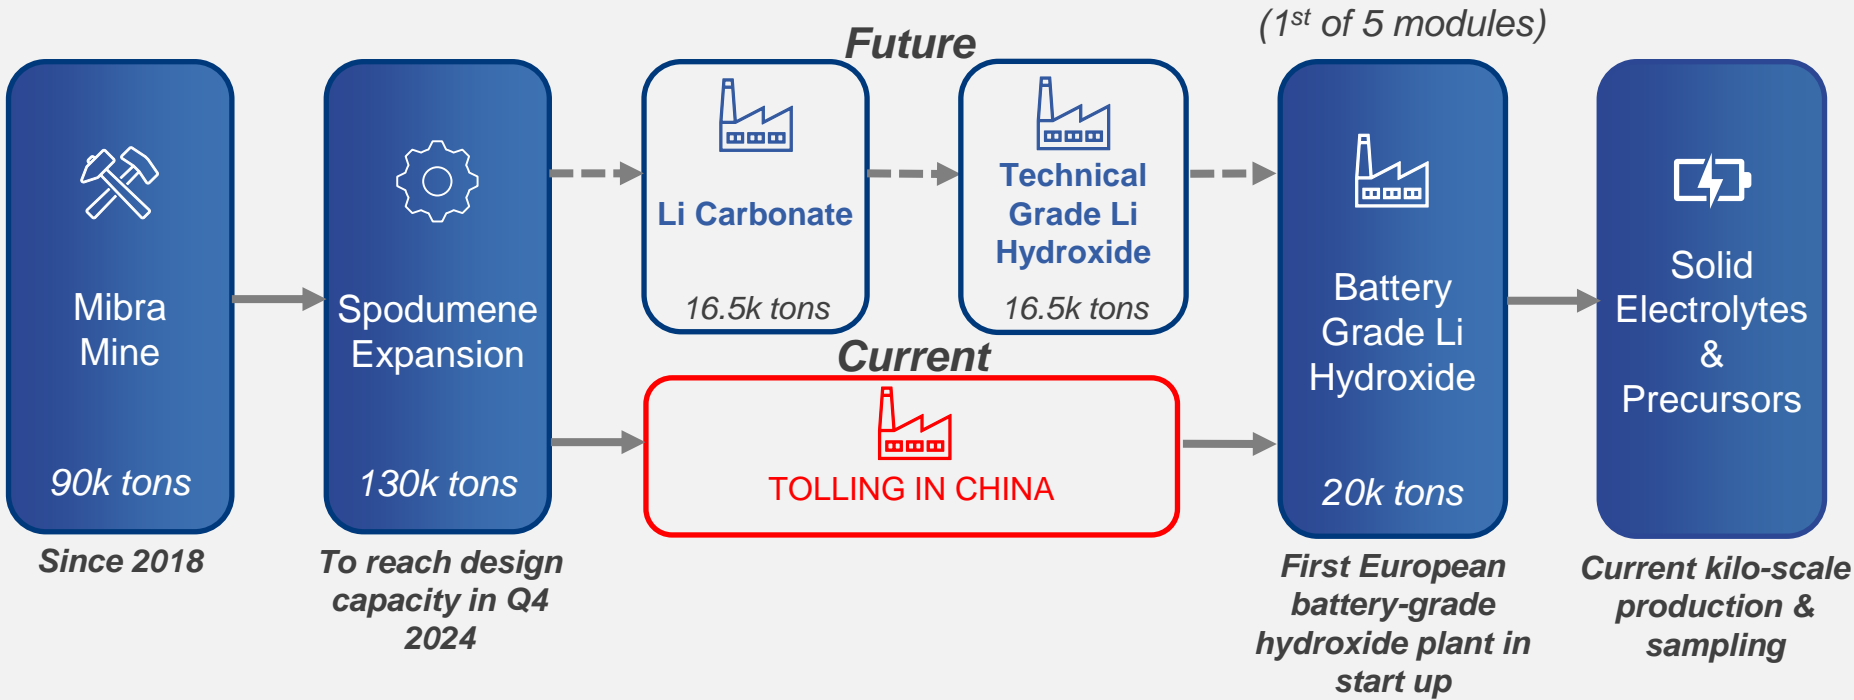 (1st of 5 modules)
Future
Mibra
Mine
90k tons
Since 2018
Spodumene
Expansion
130k tons
To reach design
capacity in Q4
2024
Li Carbonate
16.5k tons
Technical
Grade Li
Hydroxide
16.5k tons
Current
TOLLING IN CHINA
Battery
Grade Li
Hydroxide
20k tons
First European
battery-grade
hydroxide plant in
start up
Solid
Electrolytes
&
Precursors
Current kilo-scale
production &
sampling